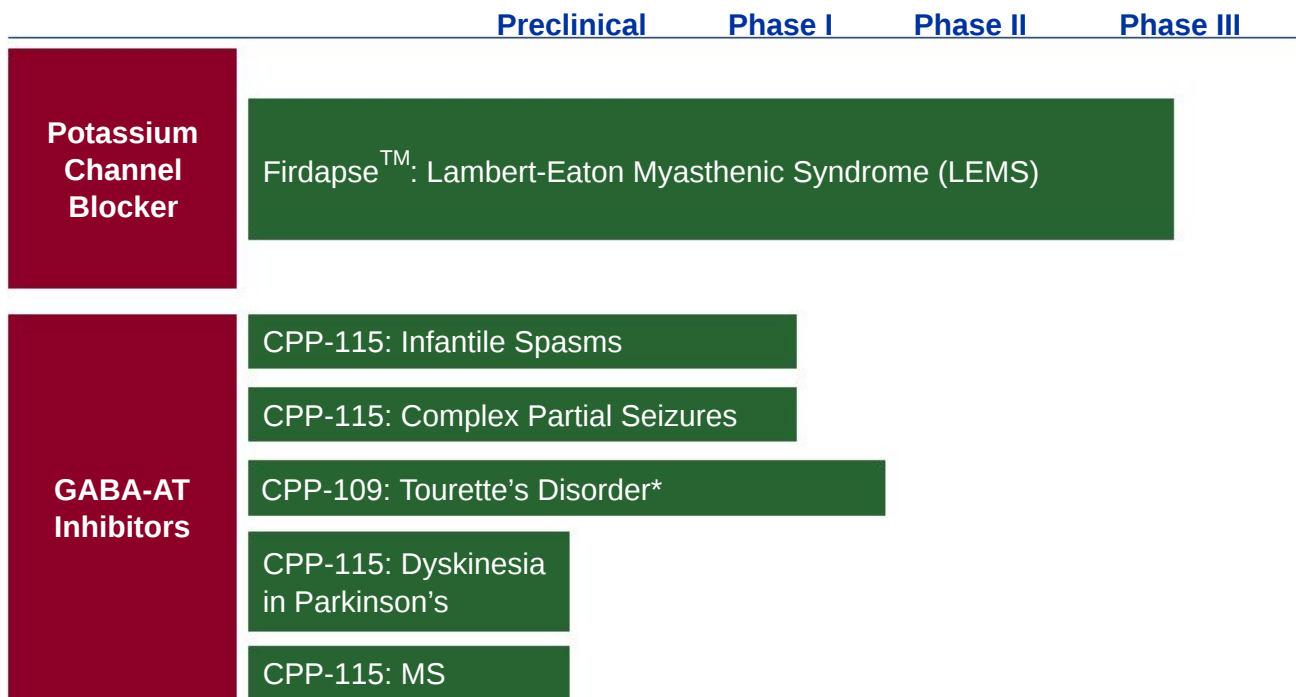 Preclinical Phase I Phase II Phase III
Potassium
Channel
Blocker
Firdapse™: Lambert-Eaton Myasthenic Syndrome (LEMS)
GABA-AT
Inhibitors
CPP-115: Infantile Spasms
CPP-115: Complex Partial Seizures
CPP-109: Tourette’s Disorder*
CPP-115: Dyskinesia
in Parkinson’s
CPP-115: MS